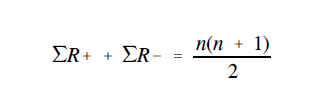 ΣR+ + ΣR− = n(n + 1) / 2